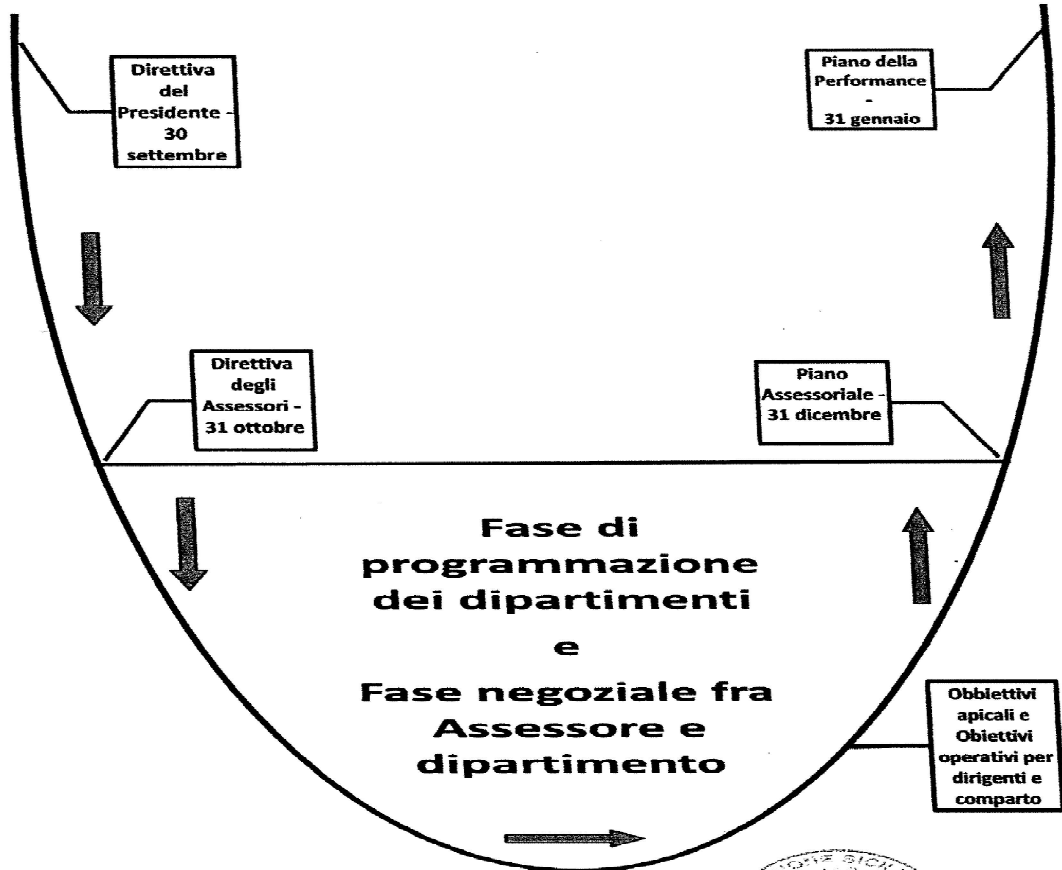 Direttiva
del
Presidente -
30
settembre
Piano della
Performance
-
31 gennaio
Direttiva
degli
Assessori -
31 ottobre
Piano
Assessoriale -
31 dicembre
Fase di
programmazione
dei dipartimenti
e
Fase negoziale fra
Assessore e
dipartimento
Obbiettivi
apicali e
Obiettivi
operativi per
dirigenti e
comparto